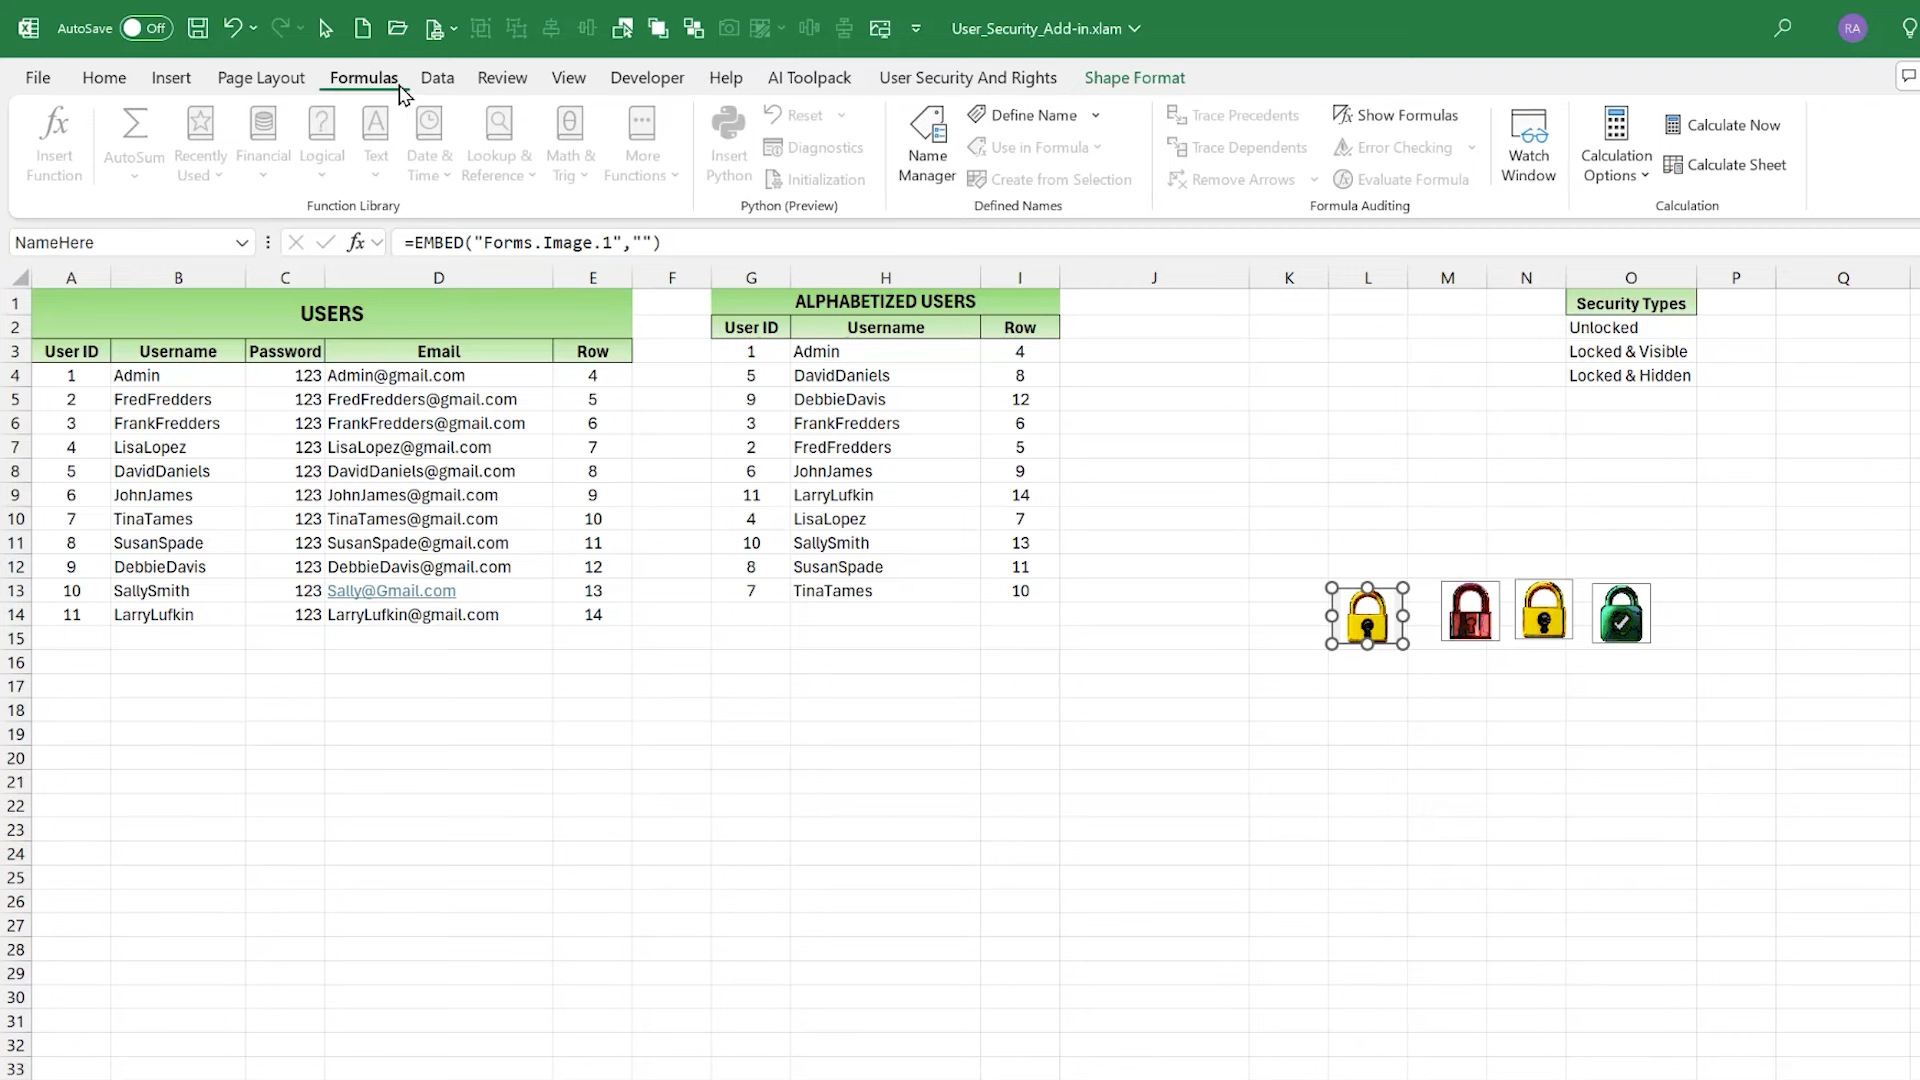 AutoSave Off User_Security_Add-in.xlam RA
File Home Insert Page Layout Formulas Data Review View Developer Help AI Toolpack User Security And Rights Shape Format
Insert Function
AutoSum
Recently Used
Financial
Logical
Text
Date & Time
Lookup & Reference
Math & Trig
More Functions
Function Library
Insert Python
Reset
Diagnostics
Initialization
Python (Preview)
Name Manager
Define Name
Use in Formula
Create from Selection
Defined Names
Trace Precedents
Trace Dependents
Remove Arrows
Show Formulas
Error Checking
Evaluate Formula
Formula Auditing
Watch Window
Calculation Options
Calculate Now
Calculate Sheet
Calculation
NameHere fx =EMBED("Forms.Image.1","")
A B C D E F G H I J K L M N O P Q
1 USERS ALPHABETIZED USERS Security Types
2 User ID Username Row Unlocked
3 User ID Username Password Email Row 1 Admin 4 Locked & Visible
4 1 Admin 123 Admin@gmail.com 4 5 DavidDaniels 8 Locked & Hidden
5 2 FredFredders 123 FredFredders@gmail.com 5 9 DebbieDavis 12
6 3 FrankFredders 123 FrankFredders@gmail.com 6 3 FrankFredders 6
7 4 LisaLopez 123 LisaLopez@gmail.com 7 2 FredFredders 5
8 5 DavidDaniels 123 DavidDaniels@gmail.com 8 6 JohnJames 9
9 6 JohnJames 123 JohnJames@gmail.com 9 11 LarryLufkin 14
10 7 TinaTames 123 TinaTames@gmail.com 10 4 LisaLopez 7
11 8 SusanSpade 123 SusanSpade@gmail.com 11 10 SallySmith 13
12 9 DebbieDavis 123 DebbieDavis@gmail.com 12 8 SusanSpade 11
13 10 SallySmith 123 Sally@Gmail.com 13 7 TinaTames 10
14 11 LarryLufkin 123 LarryLufkin@gmail.com 14
15
16
17
18
19
20
21
22
23
24
25
26
27
28
29
30
31
32
33